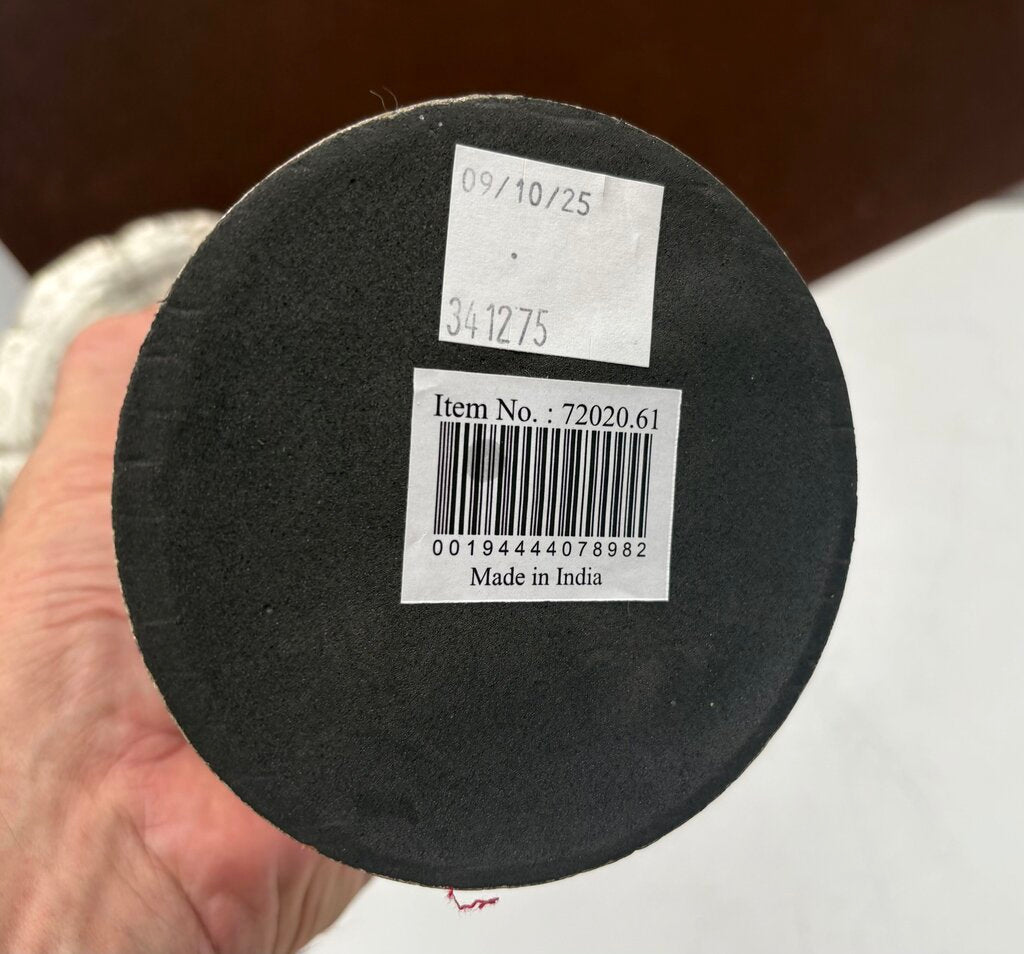 09/10/25
341275
Item No. : 72020.61
00194444078982
Made in India